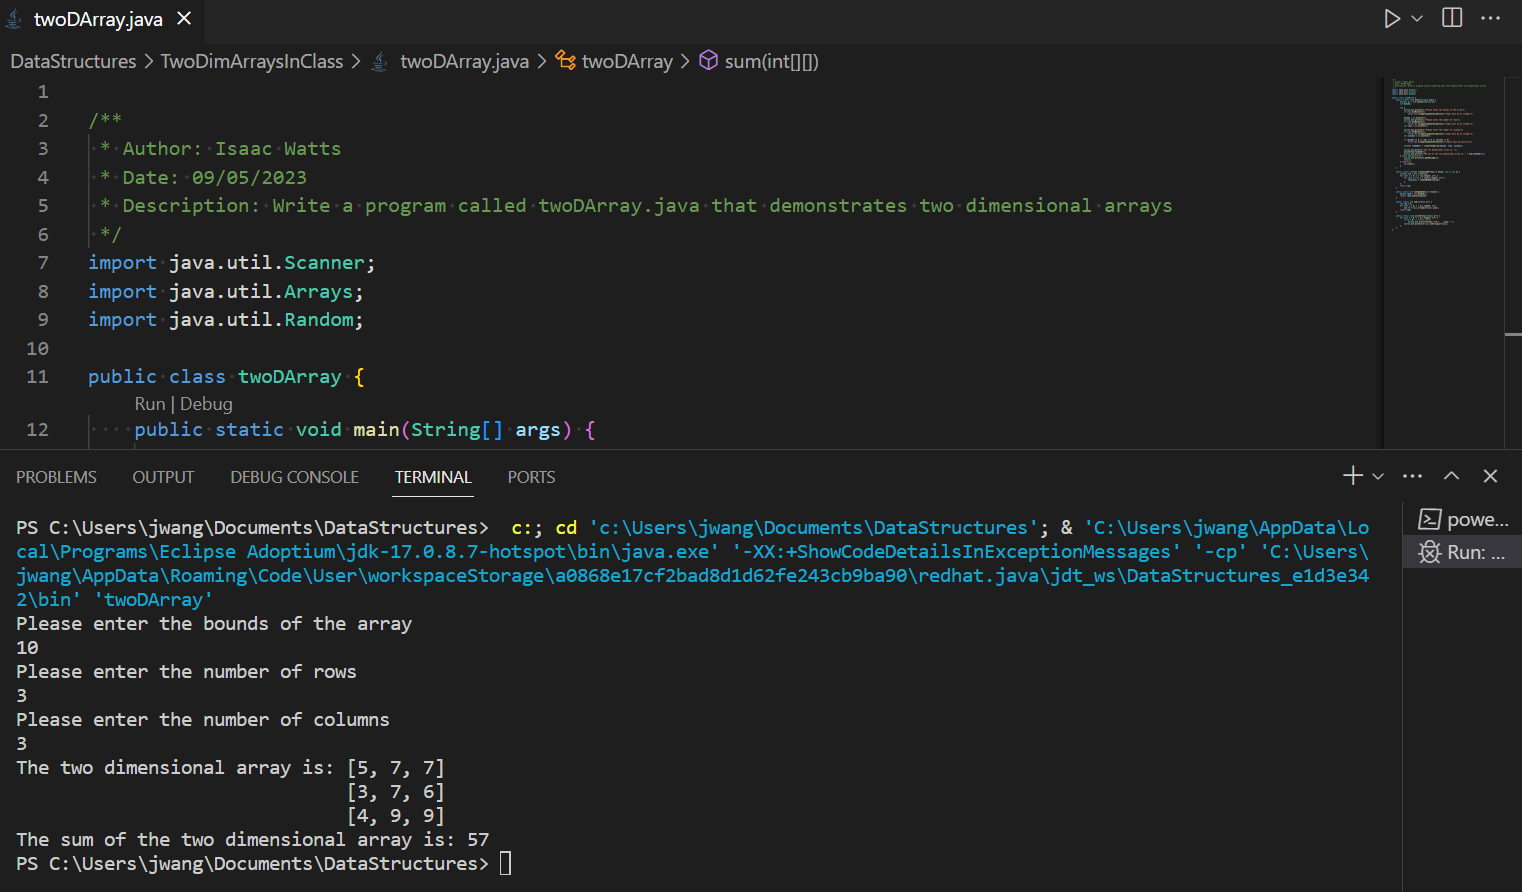 twoDArray.java
DataStructures > TwoDimArraysInClass > twoDArray.java > twoDArray > sum(int[][])
1
2 /**
3 * Author: Isaac Watts
4 * Date: 09/05/2023
5 * Description: Write a program called twoDArray.java that demonstrates two dimensional arrays
6 */
7 import java.util.Scanner;
8 import java.util.Arrays;
9 import java.util.Random;
10
11 public class twoDArray {
Run | Debug
12 public static void main(String[] args) {
PROBLEMS OUTPUT DEBUG CONSOLE TERMINAL PORTS
PS C:\Users\jwang\Documents\DataStructures>  c:; cd 'c:\Users\jwang\Documents\DataStructures'; & 'C:\Users\jwang\AppData\Lo
cal\Programs\Eclipse Adoptium\jdk-17.0.8.7-hotspot\bin\java.exe' '-XX:+ShowCodeDetailsInExceptionMessages' '-cp' 'C:\Users\
jwang\AppData\Roaming\Code\User\workspaceStorage\a0868e17cf2bad8d1d62fe243cb9ba90\redhat.java\jdt_ws\DataStructures_e1d3e34
2\bin' 'twoDArray'
Please enter the bounds of the array
10
Please enter the number of rows
3
Please enter the number of columns
3
The two dimensional array is: [5, 7, 7]
[3, 7, 6]
[4, 9, 9]
The sum of the two dimensional array is: 57
PS C:\Users\jwang\Documents\DataStructures>
powe...
Run: ...